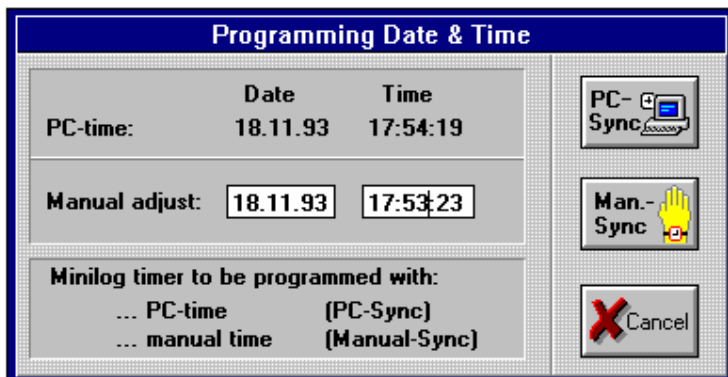 Programming Date & Time
Date Time
PC-time: 18.11.93 17:54:19
Manual adjust: 18.11.93 17:53:23
Minilog timer to be programmed with:
... PC-time (PC-Sync)
... manual time (Manual-Sync)
PC-
Sync
Man.-
Sync
Cancel